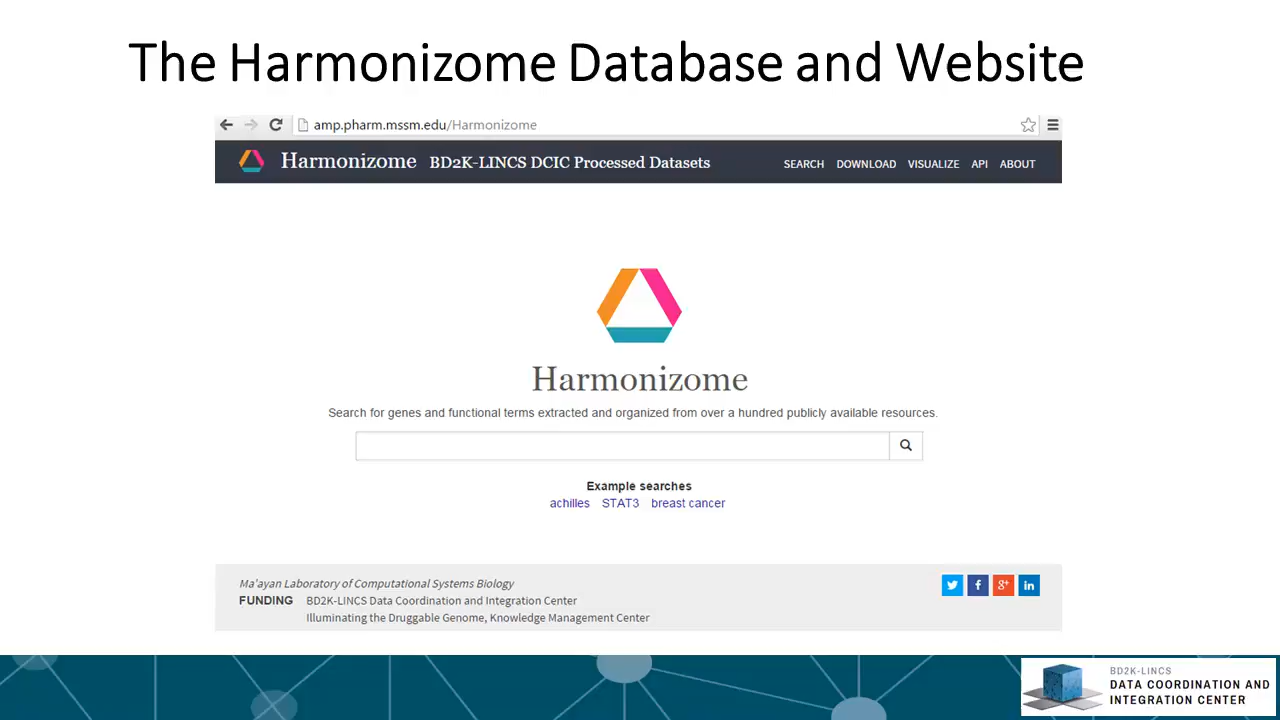 The Harmonizome Database and Website
amp.pharm.mssm.edu/Harmonizome
Harmonizome BD2K-LINCS DCIC Processed Datasets SEARCH DOWNLOAD VISUALIZE API ABOUT
Harmonizome
Search for genes and functional terms extracted and organized from over a hundred publicly available resources.
Example searches
achilles STAT3 breast cancer
Ma'ayan Laboratory of Computational Systems Biology
FUNDING BD2K-LINCS Data Coordination and Integration Center
Illuminating the Druggable Genome, Knowledge Management Center
BD2K-LINCS
DATA COORDINATION AND
INTEGRATION CENTER